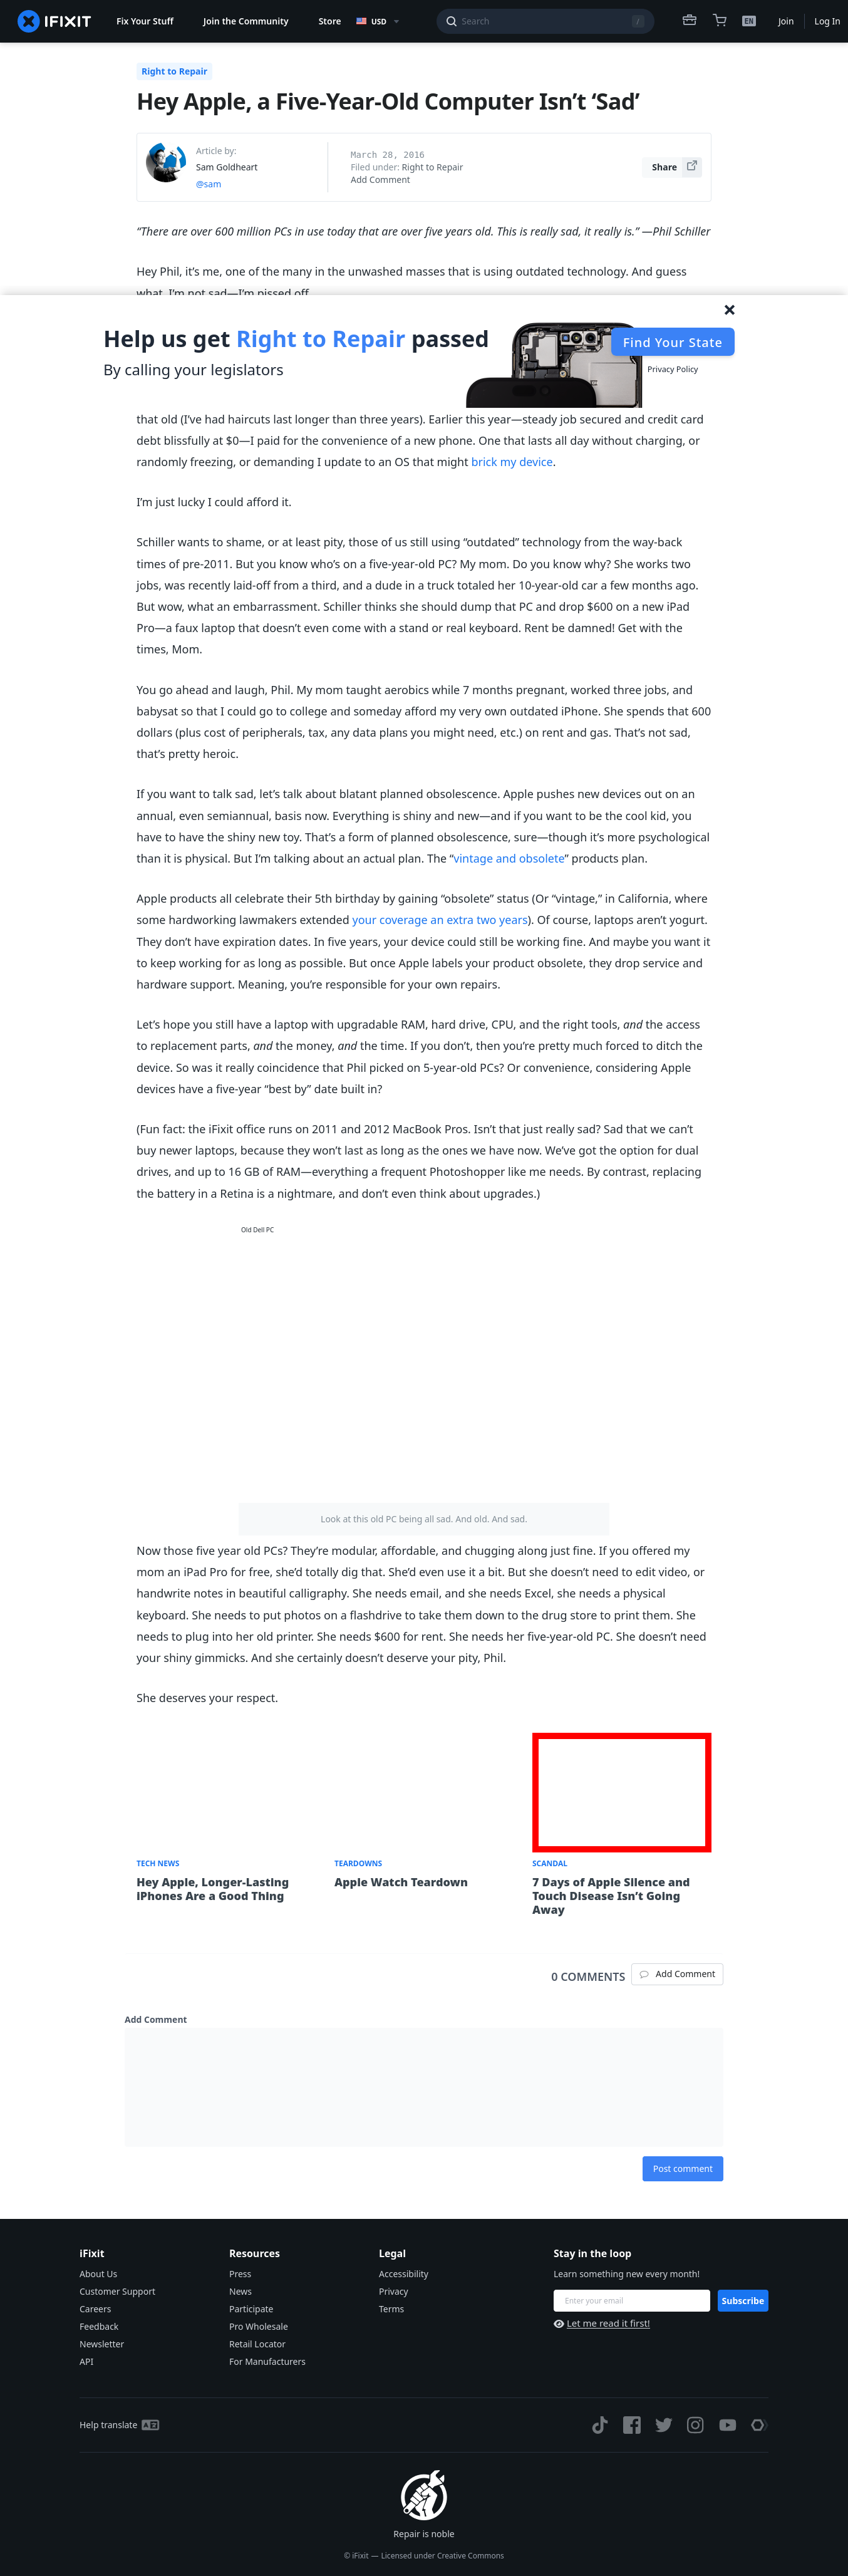 IFIXIT
Fix Your Stuff
Join the Community
Store
USD
Search
/
EN
Join
Log In
Right to Repair
Hey Apple, a Five-Year-Old Computer Isn’t ‘Sad’
Article by:
Sam Goldheart
@sam
March 28, 2016
Filed under: Right to Repair
Add Comment
Share
“There are over 600 million PCs in use today that are over five years old. This is really sad, it really is.” —Phil Schiller
Hey Phil, it’s me, one of the many in the unwashed masses that is using outdated technology. And guess
what, I’m not sad—I’m pissed off.
Help us get Right to Repair passed
By calling your legislators
Find Your State
Privacy Policy
that old (I’ve had haircuts last longer than three years). Earlier this year—steady job secured and credit card
debt blissfully at $0—I paid for the convenience of a new phone. One that lasts all day without charging, or
randomly freezing, or demanding I update to an OS that might brick my device.
I’m just lucky I could afford it.
Schiller wants to shame, or at least pity, those of us still using “outdated” technology from the way-back
times of pre-2011. But you know who’s on a five-year-old PC? My mom. Do you know why? She works two
jobs, was recently laid-off from a third, and a dude in a truck totaled her 10-year-old car a few months ago.
But wow, what an embarrassment. Schiller thinks she should dump that PC and drop $600 on a new iPad
Pro—a faux laptop that doesn’t even come with a stand or real keyboard. Rent be damned! Get with the
times, Mom.
You go ahead and laugh, Phil. My mom taught aerobics while 7 months pregnant, worked three jobs, and
babysat so that I could go to college and someday afford my very own outdated iPhone. She spends that 600
dollars (plus cost of peripherals, tax, any data plans you might need, etc.) on rent and gas. That’s not sad,
that’s pretty heroic.
If you want to talk sad, let’s talk about blatant planned obsolescence. Apple pushes new devices out on an
annual, even semiannual, basis now. Everything is shiny and new—and if you want to be the cool kid, you
have to have the shiny new toy. That’s a form of planned obsolescence, sure—though it’s more psychological
than it is physical. But I’m talking about an actual plan. The “vintage and obsolete” products plan.
Apple products all celebrate their 5th birthday by gaining “obsolete” status (Or “vintage,” in California, where
some hardworking lawmakers extended your coverage an extra two years). Of course, laptops aren’t yogurt.
They don’t have expiration dates. In five years, your device could still be working fine. And maybe you want it
to keep working for as long as possible. But once Apple labels your product obsolete, they drop service and
hardware support. Meaning, you’re responsible for your own repairs.
Let’s hope you still have a laptop with upgradable RAM, hard drive, CPU, and the right tools, and the access
to replacement parts, and the money, and the time. If you don’t, then you’re pretty much forced to ditch the
device. So was it really coincidence that Phil picked on 5-year-old PCs? Or convenience, considering Apple
devices have a five-year “best by” date built in?
(Fun fact: the iFixit office runs on 2011 and 2012 MacBook Pros. Isn’t that just really sad? Sad that we can’t
buy newer laptops, because they won’t last as long as the ones we have now. We’ve got the option for dual
drives, and up to 16 GB of RAM—everything a frequent Photoshopper like me needs. By contrast, replacing
the battery in a Retina is a nightmare, and don’t even think about upgrades.)
Old Dell PC
Look at this old PC being all sad. And old. And sad.
Now those five year old PCs? They’re modular, affordable, and chugging along just fine. If you offered my
mom an iPad Pro for free, she’d totally dig that. She’d even use it a bit. But she doesn’t need to edit video, or
handwrite notes in beautiful calligraphy. She needs email, and she needs Excel, she needs a physical
keyboard. She needs to put photos on a flashdrive to take them down to the drug store to print them. She
needs to plug into her old printer. She needs $600 for rent. She needs her five-year-old PC. She doesn’t need
your shiny gimmicks. And she certainly doesn’t deserve your pity, Phil.
She deserves your respect.
TECH NEWS
Hey Apple, Longer-Lasting
iPhones Are a Good Thing
TEARDOWNS
Apple Watch Teardown
SCANDAL
7 Days of Apple Silence and
Touch Disease Isn’t Going
Away
0 COMMENTS
Add Comment
Add Comment
Post comment
iFixit
About Us
Customer Support
Careers
Feedback
Newsletter
API
Resources
Press
News
Participate
Pro Wholesale
Retail Locator
For Manufacturers
Legal
Accessibility
Privacy
Terms
Stay in the loop
Learn something new every month!
Enter your email
Subscribe
Let me read it first!
Help translate
Repair is noble
© iFixit — Licensed under Creative Commons